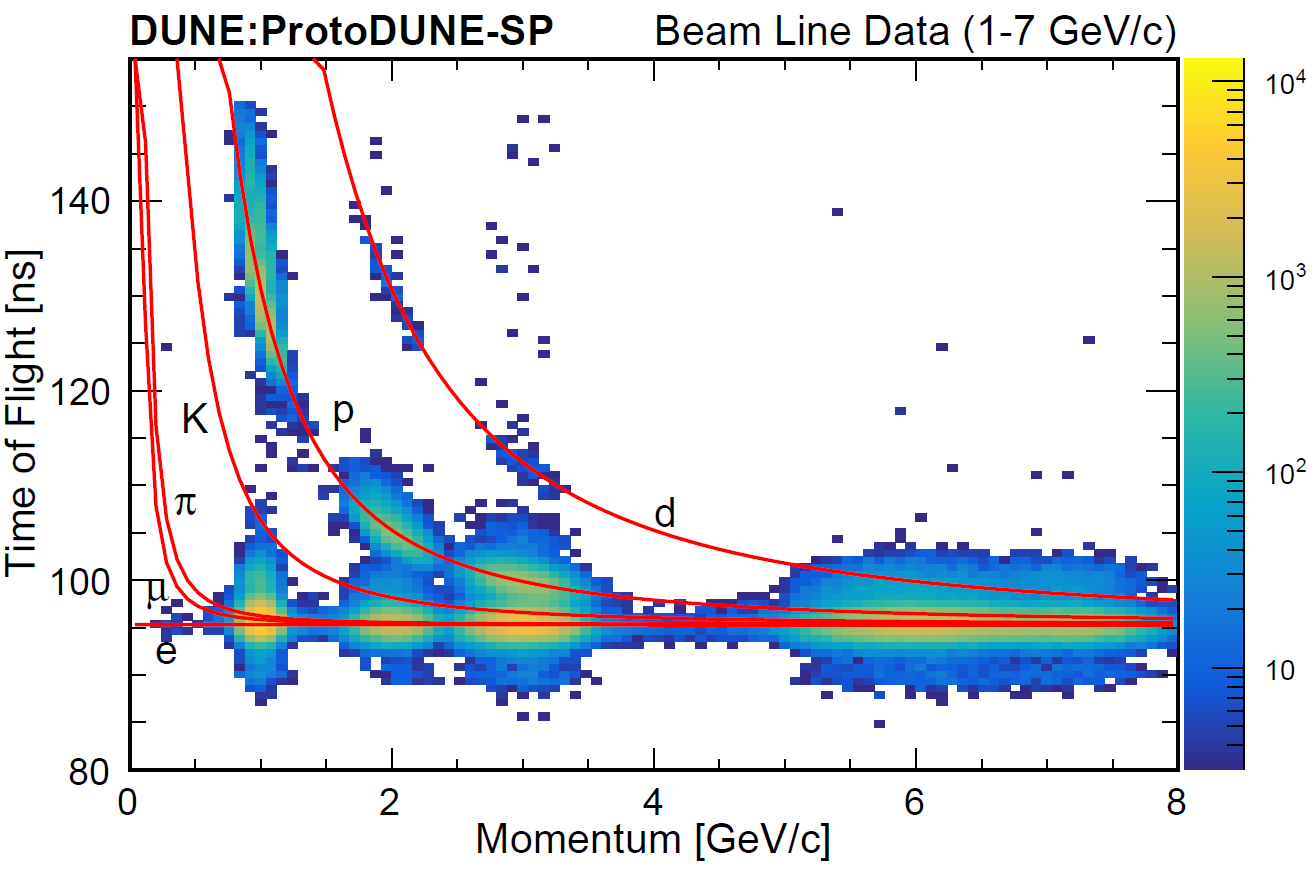 DUNE:ProtoDUNE-SP Beam Line Data (1-7 GeV/c)
10⁴
140
10³
Time of Flight [ns]
120
K
p
π
10²
d
100
μ
e
10
80
0 2 4 6 8
Momentum [GeV/c]